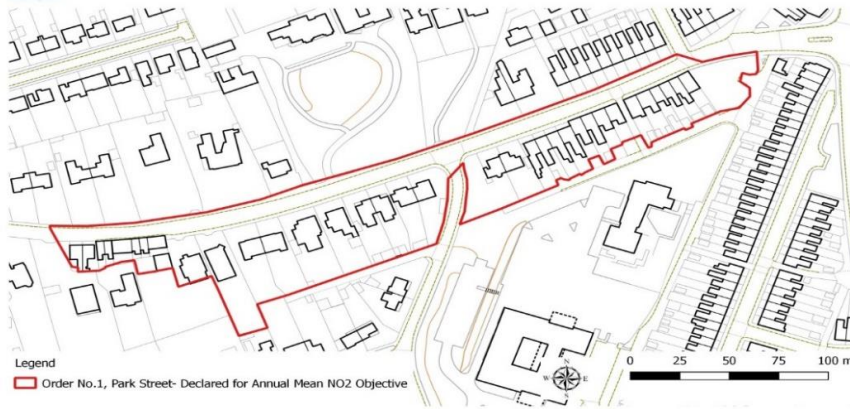 Legend
Order No.1, Park Street- Declared for Annual Mean NO2 Objective
N
W E
S
0 25 50 75 100 m